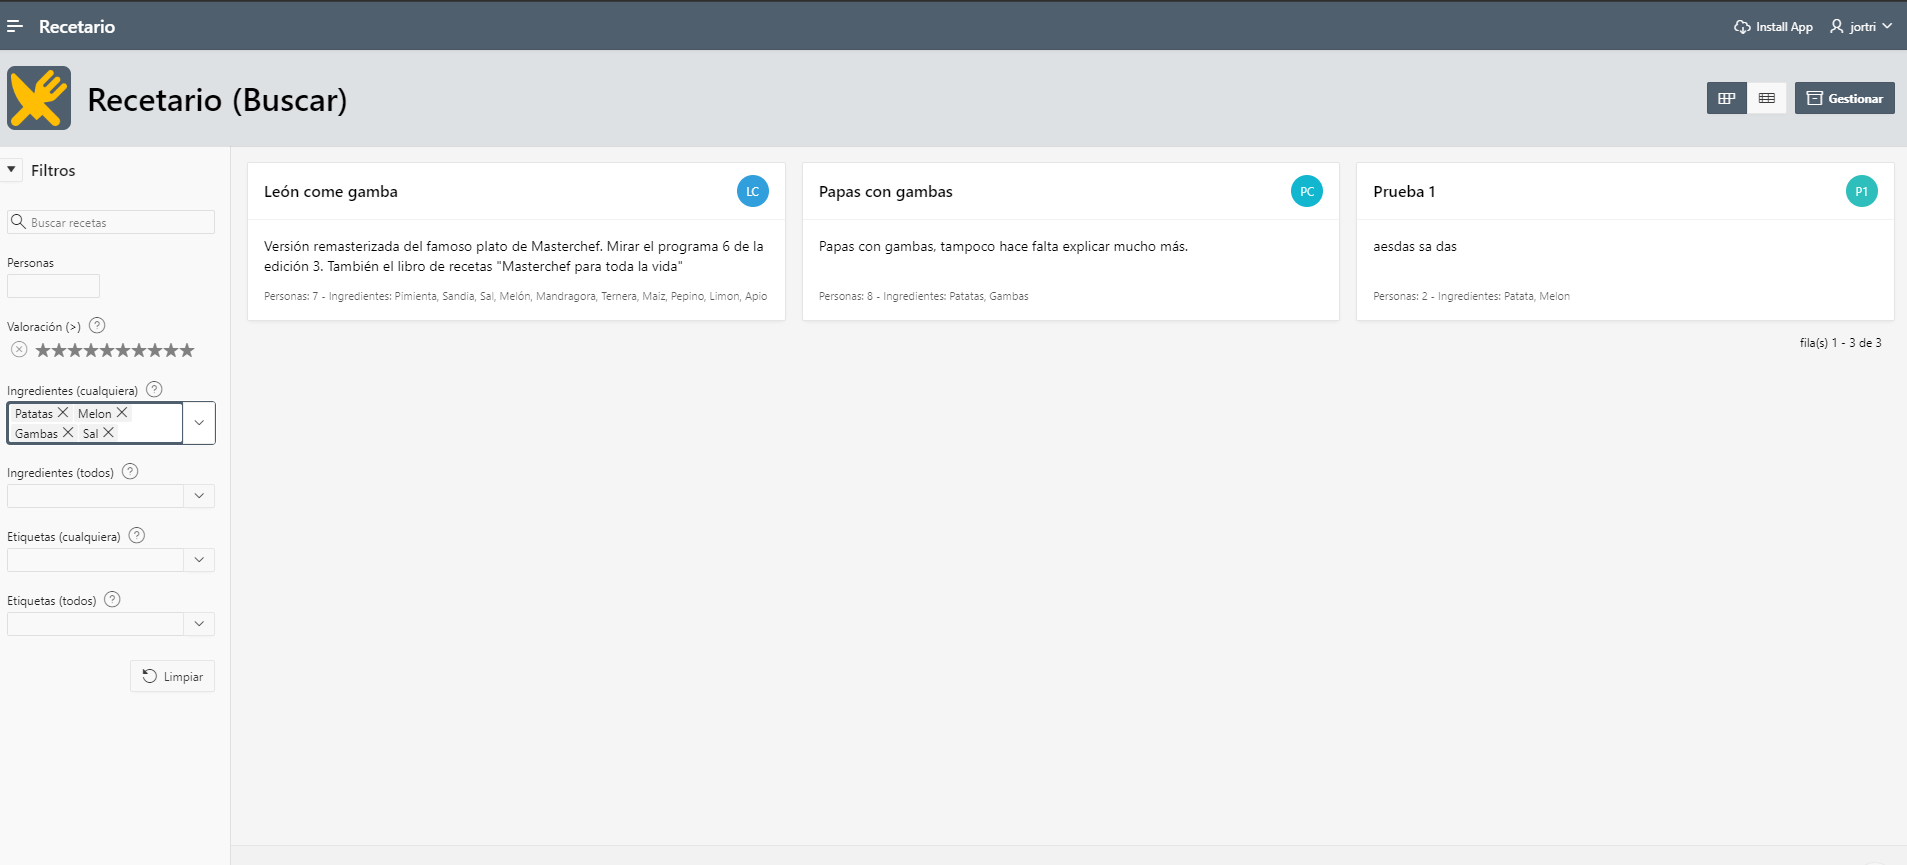 Recetario
Install App
jortri
Recetario (Buscar)
Gestionar
Filtros
Buscar recetas
Personas
Valoración (>) ?
Ingredientes (cualquiera) ?
Patatas Melon
Gambas Sal
Ingredientes (todos) ?
Etiquetas (cualquiera) ?
Etiquetas (todos) ?
Limpiar
León come gamba
LC
Versión remasterizada del famoso plato de Masterchef. Mirar el programa 6 de la
edición 3. También el libro de recetas "Masterchef para toda la vida"
Personas: 7 - Ingredientes: Pimienta, Sandia, Sal, Melón, Mandragora, Ternera, Maiz, Pepino, Limon, Apio
Papas con gambas
PC
Papas con gambas, tampoco hace falta explicar mucho más.
Personas: 8 - Ingredientes: Patatas, Gambas
Prueba 1
P1
aesdas sa das
Personas: 2 - Ingredientes: Patata, Melon
fila(s) 1 - 3 de 3